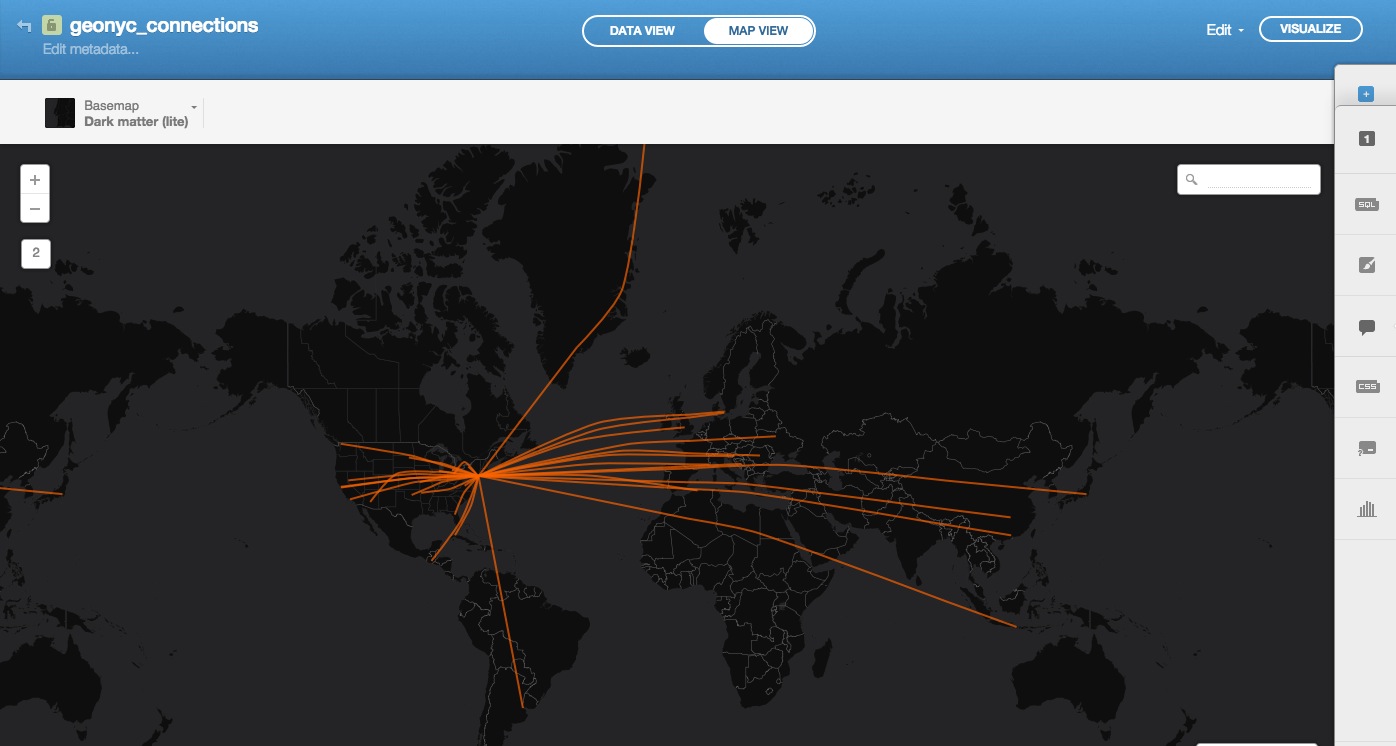 geonyc_connections
Edit metadata...
DATA VIEW
MAP VIEW
Edit
VISUALIZE
Basemap
Dark matter (lite)
+
1
+
−
2
SQL
CSS
?